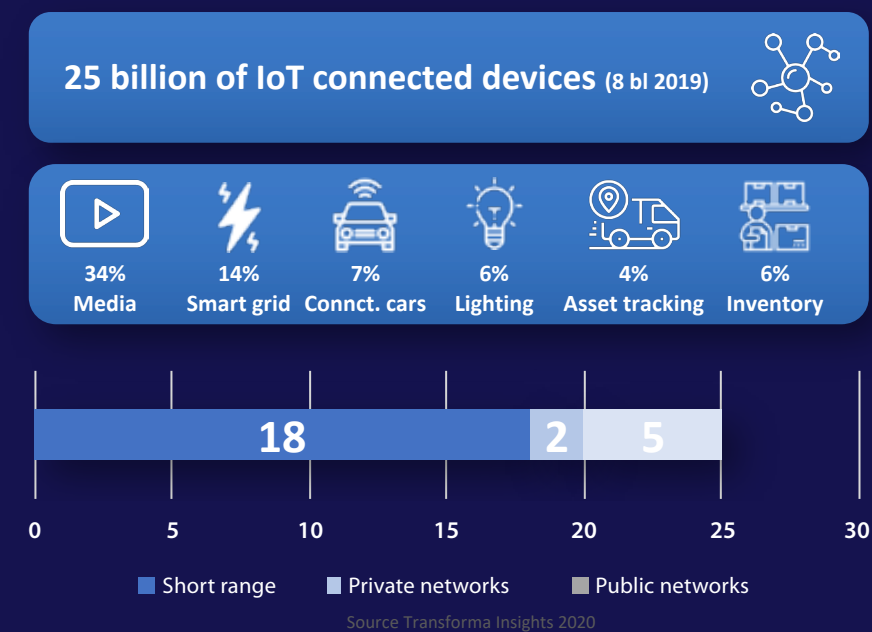 25 billion of IoT connected devices (8 bl 2019)
34% 14% 7% 6% 4% 6%
Media Smart grid Connct. cars Lighting Asset tracking Inventory
18 2 5
0 5 10 15 20 25 30
Short range Private networks Public networks
Source Transforma Insights 2020